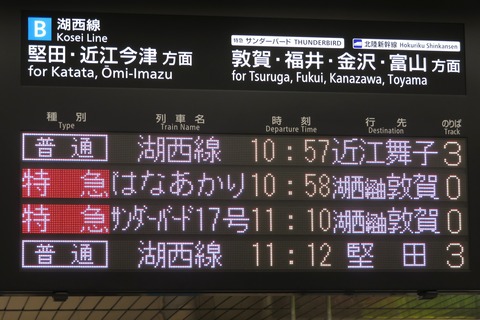 B 湖西線
Kosei Line
堅田・近江今津 方面
for Katata, Ōmi-Imazu
特急 サンダーバード THUNDERBIRD 北陸新幹線 Hokuriku Shinkansen
敦賀・福井・金沢・富山 方面
for Tsuruga, Fukui, Kanazawa, Toyama
種別 列車名 時刻 行先 のりば
Type Train Name Departure Time Destination Track
普通 湖西線 10:57 近江舞子 3
特急 はなあかり 10:58 湖西線経由 敦賀 0
特急 サンダーバード17号 11:10 湖西線経由 敦賀 0
普通 湖西線 11:12 堅田 3